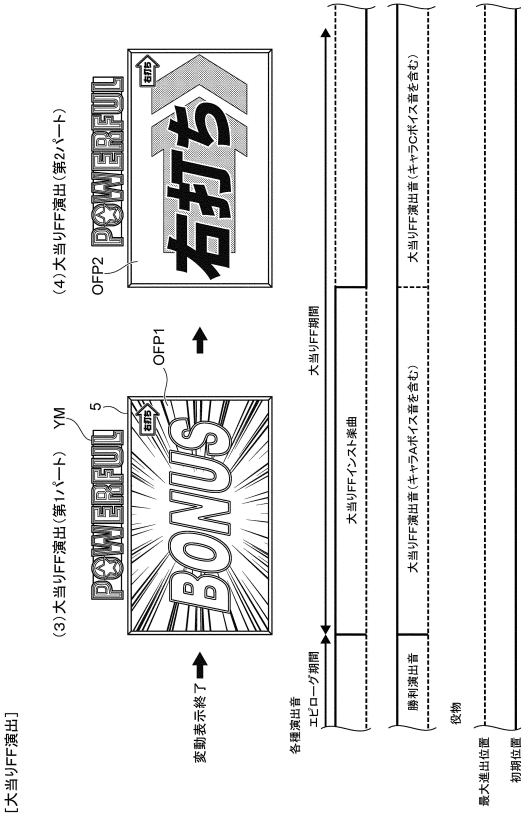 [大当りFF演出]
(3)大当りFF演出(第1パート)
YM
POWERFUL
5
右打ち
BONUS
OFP1
変動表示終了
(4)大当りFF演出(第2パート)
POWERFUL
OFP2
右打ち
右打ち
各種演出音
エピローグ期間
大当りFF期間
大当りFFインスト楽曲
勝利演出音
大当りFF演出音(キャラAボイス音を含む)
大当りFF演出音(キャラCボイス音を含む)
役物
最大進出位置
初期位置